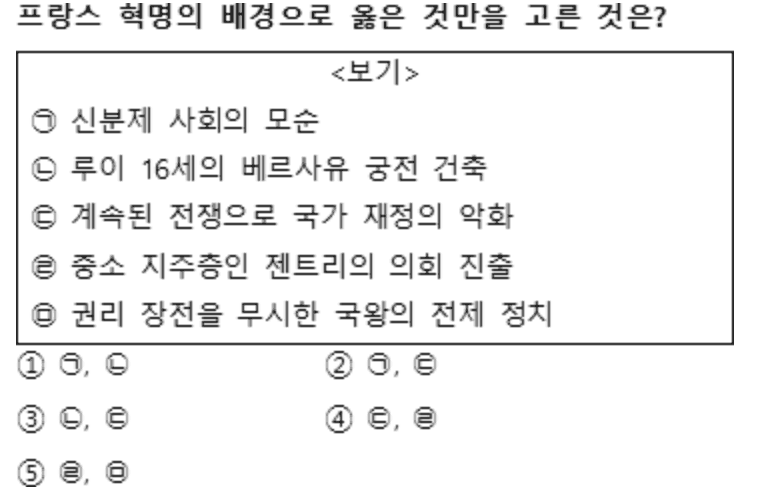 프랑스 혁명의 배경으로 옳은 것만을 고른 것은?
<보기>
㉠ 신분제 사회의 모순
㉡ 루이 16세의 베르사유 궁전 건축
㉢ 계속된 전쟁으로 국가 재정의 악화
㉣ 중소 지주층인 젠트리의 의회 진출
㉤ 권리 장전을 무시한 국왕의 전제 정치
① ㉠, ㉡ ② ㉠, ㉢
③ ㉡, ㉢ ④ ㉢, ㉣
⑤ ㉣, ㉤